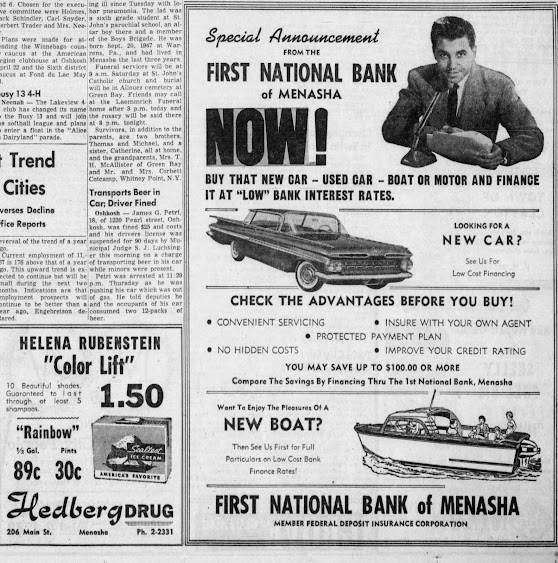 nd 6. Chosen for the execu-
ve committee were Holmes,
ack Schindler, Carl Snyder,
erbert Trader and Mrs. Nee-
Plans were made for at-
ending the Winnebago coun-
y caucus at the American
egion clubhouse at Oshkosh
pril 22 and the Sixth district
aucus at Fond du Lac May
usy 13 4-H
Neenah — The Lakeview 4-
club has changed its name
o the Busy 13 and will join
he softball league and plans
o enter a float in the "Alice
Dairyland" parade.
t Trend
Cities
verses Decline
ffice Reports
eversal of the trend of a year
go.
Current employment of 11,-
37 is 176 above that of a year
go. This upward trend is ex-
ected to continue but will be
mall during the next two
months. Indications are that
mployment prospects will
ontinue to be better than a
ear ago, Engebretson de-
lared.
ing ill since Tuesday with lo-
bar pneumonia. The lad was
a sixth grade student at St.
John's parochial school, an al-
tar boy there and a member
of the Boys Brigade. He was
born Sept. 20, 1947 at Warr-
ens, Pa., and had lived in
Menasha the last three years.
Funeral services will be at
9 a.m. Saturday at St. John's
Catholic church and burial
will be in Allouez cemetery at
Green Bay. Friends may call
at the Laemmrich Funeral
home after 3 p.m. today and
the rosary will be said there
at 8 p.m. tonight.
Survivors, in addition to the
parents, are two brothers,
Thomas and Michael, and a
sister, Catherine, all at home,
and the grandparents, Mrs. T.
H. McAllister of Green Bay
and Mr. and Mrs. Corbett
Whitney Point, N.Y.
Transports Beer in
Car; Driver Fined
Oshkosh — James G. Petri,
18, of 1230 Pearl street, Osh-
kosh, was fined $25 and costs
and his drivers license was
suspended for 90 days by Mu-
nicipal Judge S. J. Luchsing-
er this morning on a charge
of transporting beer in his car
while minors were present.
Petri was arrested at 11:29
p.m. Thursday as he was
pushing his car which was out
of gas. He told deputies he
and the occupants of his car
consumed two 12-packs of
beer.
HELENA RUBENSTEIN
"Color Lift"
10 Beautiful shades.
Guaranteed to last
through at least 5
shampoos.
1.50
"Rainbow"
½ Gal. Pints
89c 30c
Sealtest
ICE CREAM
AMERICA'S FAVORITE
Hedberg DRUG
206 Main St. Menasha Ph. 2-2331
Special Announcement
FROM THE
FIRST NATIONAL BANK
of MENASHA
NOW!
BUY THAT NEW CAR - USED CAR - BOAT OR MOTOR AND FINANCE
IT AT "LOW" BANK INTEREST RATES.
LOOKING FOR A
NEW CAR?
See Us For
Low Cost Financing
CHECK THE ADVANTAGES BEFORE YOU BUY!
• CONVENIENT SERVICING • INSURE WITH YOUR OWN AGENT
• PROTECTED PAYMENT PLAN
• NO HIDDEN COSTS • IMPROVE YOUR CREDIT RATING
YOU MAY SAVE UP TO $100.00 OR MORE
Compare The Savings By Financing Thru The 1st National Bank, Menasha
Want To Enjoy The Pleasures Of A
NEW BOAT?
Then See Us First for Full
Particulars on Low Cost Bank
Finance Rates!
FIRST NATIONAL BANK of MENASHA
MEMBER FEDERAL DEPOSIT INSURANCE CORPORATION